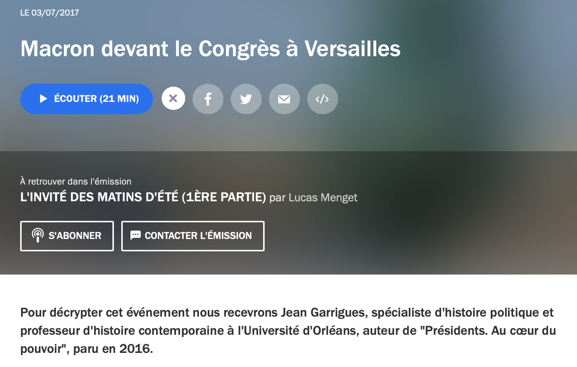 LE 03/07/2017
Macron devant le Congrès à Versailles
ÉCOUTER (21 MIN)
À retrouver dans l'émission
L'INVITÉ DES MATINS D'ÉTÉ (1ÈRE PARTIE) par Lucas Menget
S'ABONNER CONTACTER L'ÉMISSION
Pour décrypter cet événement nous recevrons Jean Garrigues, spécialiste d'histoire politique et
professeur d'histoire contemporaine à l'Université d'Orléans, auteur de "Présidents. Au cœur du
pouvoir", paru en 2016.